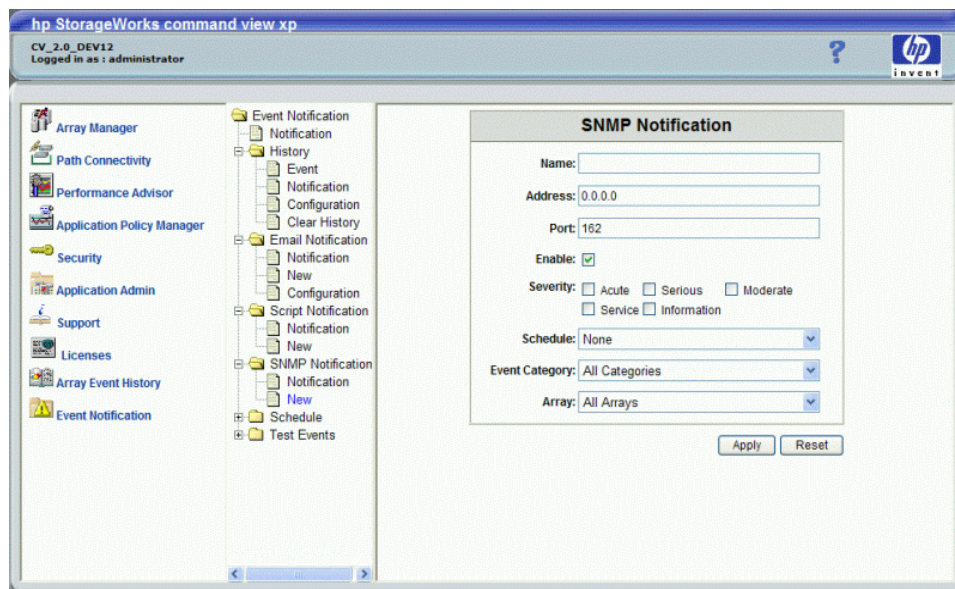 hp StorageWorks command view xp
CV_2.0_DEV12
Logged in as : administrator
?
hp
invent
Array Manager
Path Connectivity
Performance Advisor
Application Policy Manager
Security
Application Admin
Support
Licenses
Array Event History
Event Notification
Event Notification
Notification
History
Event
Notification
Configuration
Clear History
Email Notification
Notification
New
Configuration
Script Notification
Notification
New
SNMP Notification
Notification
New
Schedule
Test Events
SNMP Notification
Name:
Address: 0.0.0.0
Port: 162
Enable:
Severity: Acute Serious Moderate
Service Information
Schedule: None
Event Category: All Categories
Array: All Arrays
Apply Reset